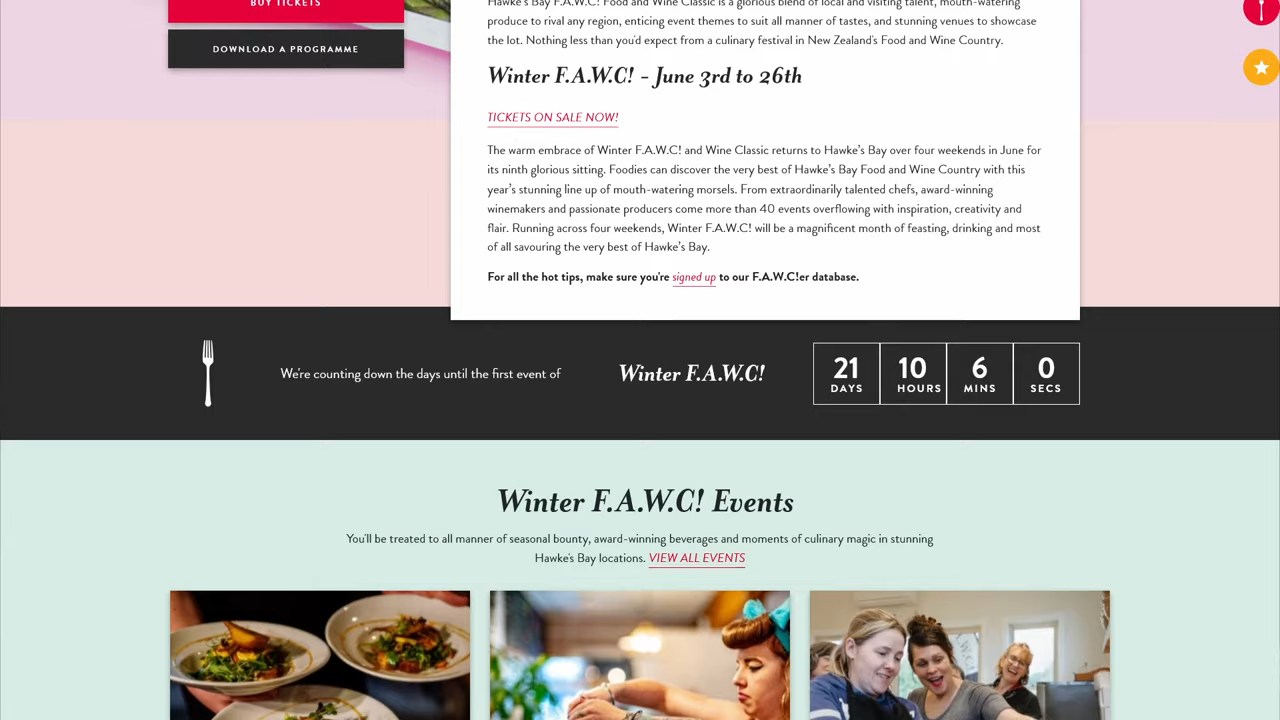 BUY TICKETS
DOWNLOAD A PROGRAMME
Hawke's Bay F.A.W.C! Food and Wine Classic is a glorious blend of local and visiting talent, mouth-watering
produce to rival any region, enticing event themes to suit all manner of tastes, and stunning venues to showcase
the lot. Nothing less than you'd expect from a culinary festival in New Zealand's Food and Wine Country.
Winter F.A.W.C! - June 3rd to 26th
TICKETS ON SALE NOW!
The warm embrace of Winter F.A.W.C! and Wine Classic returns to Hawke's Bay over four weekends in June for
its ninth glorious sitting. Foodies can discover the very best of Hawke's Bay Food and Wine Country with this
year's stunning line up of mouth-watering morsels. From extraordinarily talented chefs, award-winning
winemakers and passionate producers come more than 40 events overflowing with inspiration, creativity and
flair. Running across four weekends, Winter F.A.W.C! will be a magnificent month of feasting, drinking and most
of all savouring the very best of Hawke's Bay.
For all the hot tips, make sure you're signed up to our F.A.W.C!er database.
We're counting down the days until the first event of
Winter F.A.W.C!
21 10 6 0
DAYS HOURS MINS SECS
Winter F.A.W.C! Events
You'll be treated to all manner of seasonal bounty, award-winning beverages and moments of culinary magic in stunning
Hawke's Bay locations. VIEW ALL EVENTS